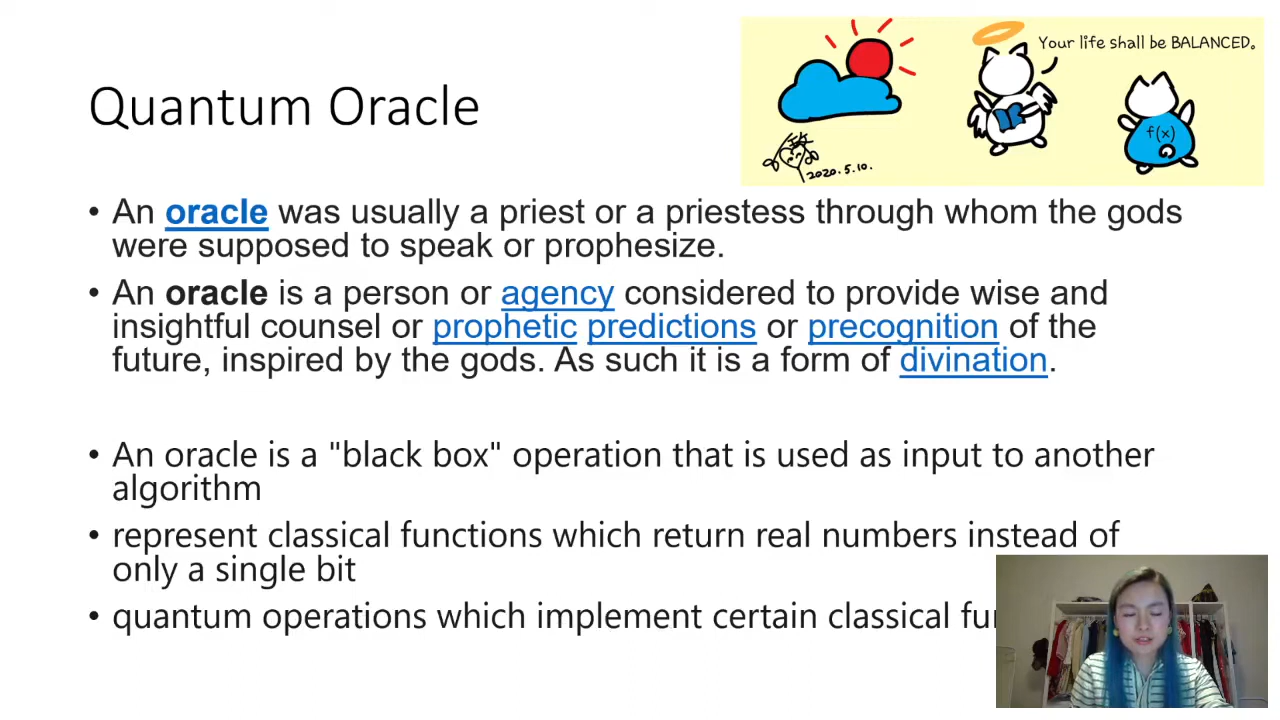 Your life shall be BALANCED。
Quantum Oracle
f(x)
2020.5.10.
• An oracle was usually a priest or a priestess through whom the gods
were supposed to speak or prophesize.
• An oracle is a person or agency considered to provide wise and
insightful counsel or prophetic predictions or precognition of the
future, inspired by the gods. As such it is a form of divination.
• An oracle is a "black box" operation that is used as input to another
algorithm
• represent classical functions which return real numbers instead of
only a single bit
• quantum operations which implement certain classical